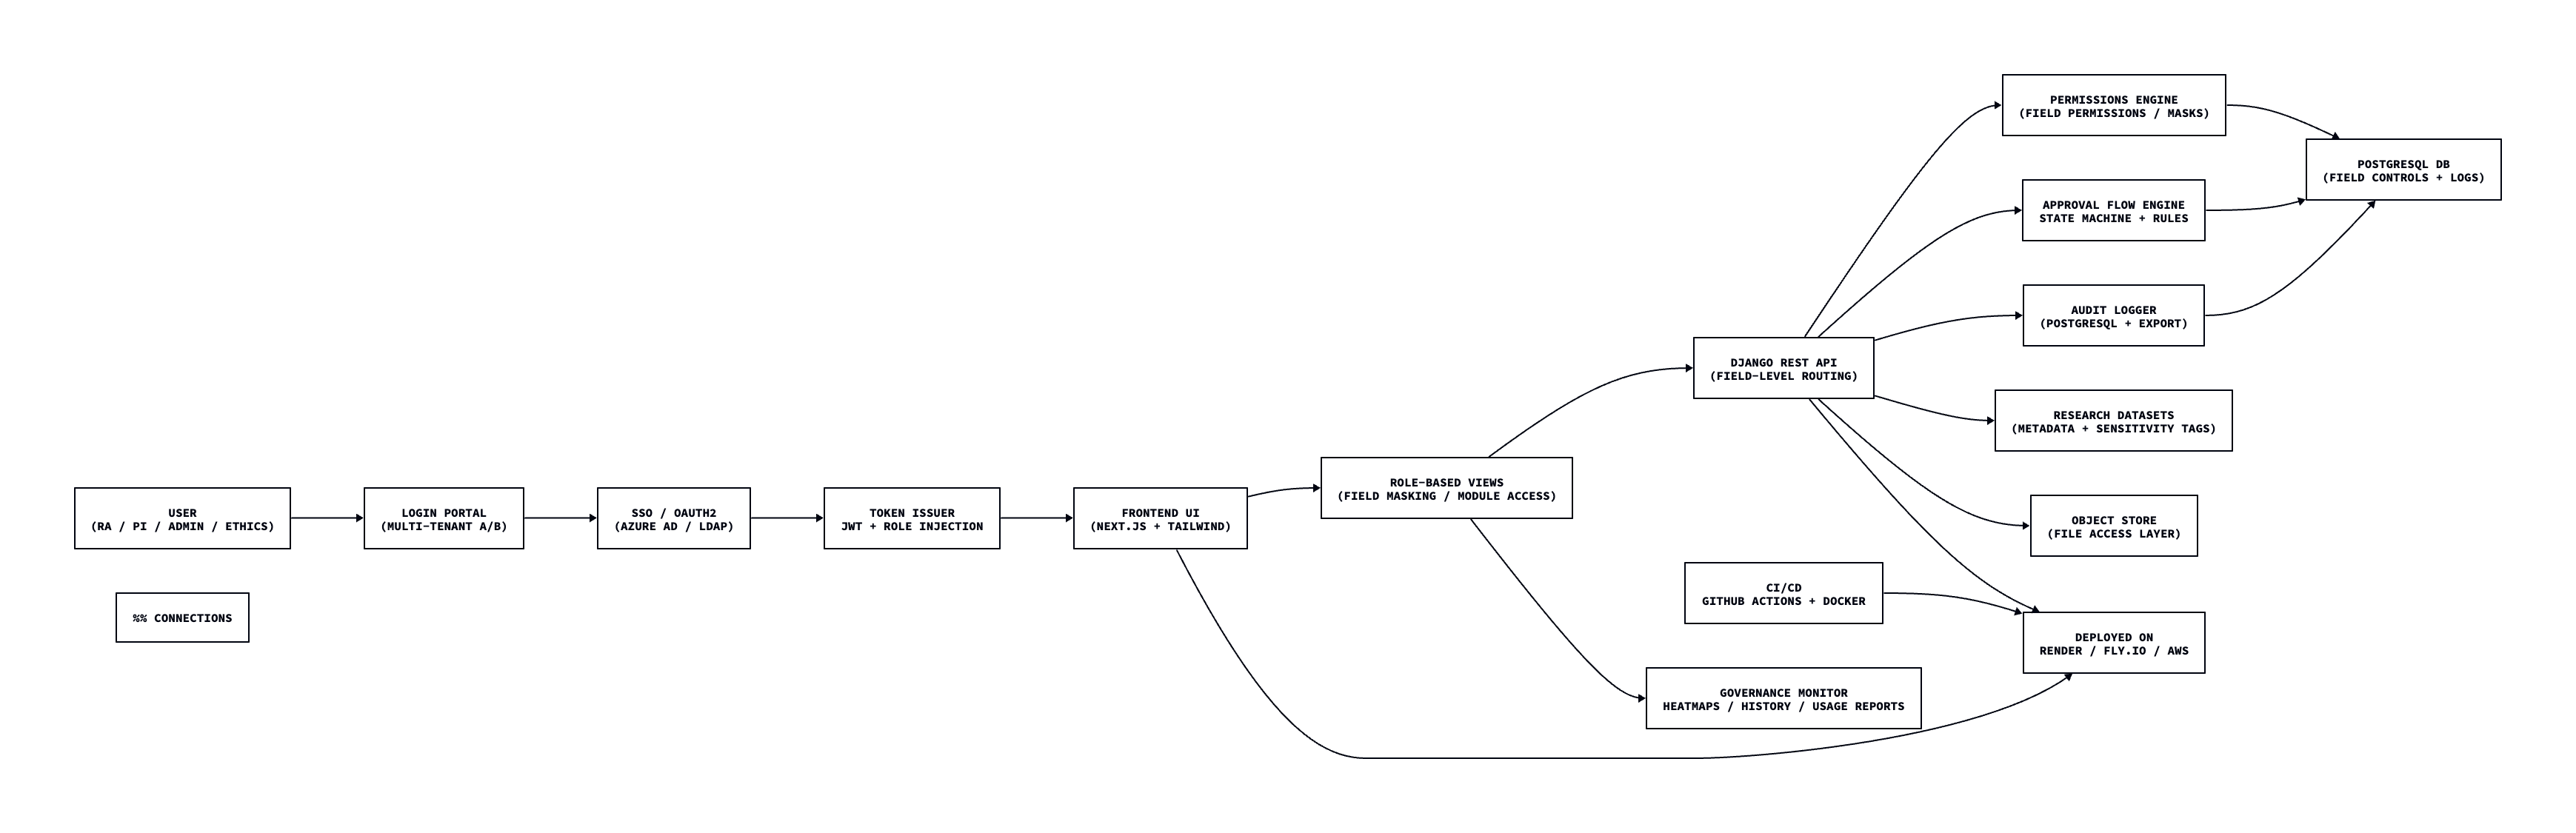 USER
(RA / PI / ADMIN / ETHICS)
%% CONNECTIONS
LOGIN PORTAL
(MULTI-TENANT A/B)
SSO / OAUTH2
(AZURE AD / LDAP)
TOKEN ISSUER
JWT + ROLE INJECTION
FRONTEND UI
(NEXT.JS + TAILWIND)
ROLE-BASED VIEWS
(FIELD MASKING / MODULE ACCESS)
DJANGO REST API
(FIELD-LEVEL ROUTING)
CI/CD
GITHUB ACTIONS + DOCKER
GOVERNANCE MONITOR
HEATMAPS / HISTORY / USAGE REPORTS
PERMISSIONS ENGINE
(FIELD PERMISSIONS / MASKS)
APPROVAL FLOW ENGINE
STATE MACHINE + RULES
AUDIT LOGGER
(POSTGRESQL + EXPORT)
RESEARCH DATASETS
(METADATA + SENSITIVITY TAGS)
OBJECT STORE
(FILE ACCESS LAYER)
DEPLOYED ON
RENDER / FLY.IO / AWS
POSTGRESQL DB
(FIELD CONTROLS + LOGS)